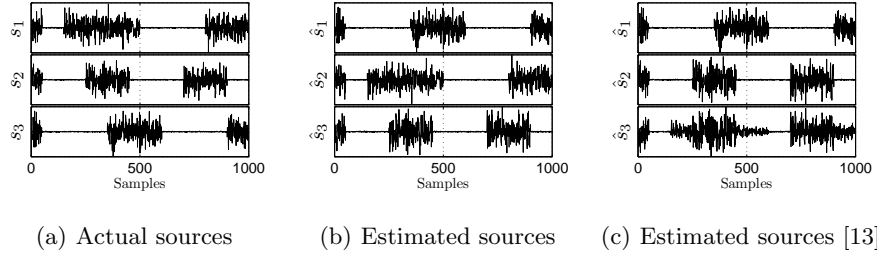 s1
s2
s3
0 500 1000
Samples
(a) Actual sources
ŝ1
ŝ2
ŝ3
0 500 1000
Samples
(b) Estimated sources
ŝ1
ŝ2
ŝ3
0 500 1000
Samples
(c) Estimated sources [13]